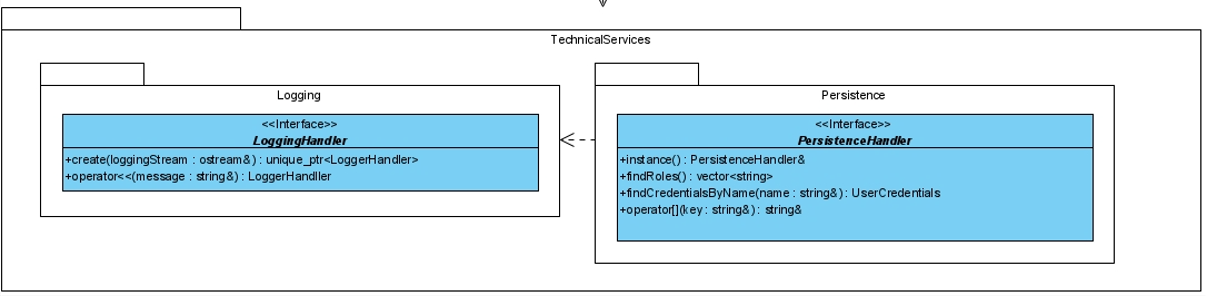 TechnicalServices
Logging
<<Interface>>
LoggingHandler
+create(loggingStream : ostream&) : unique_ptr<LoggerHandler>
+operator<<(message : string&) : LoggerHandller
Persistence
<<Interface>>
PersistenceHandler
+instance() : PersistenceHandler&
+findRoles() : vector<string>
+findCredentialsByName(name : string&) : UserCredentials
+operator[](key : string&) : string&